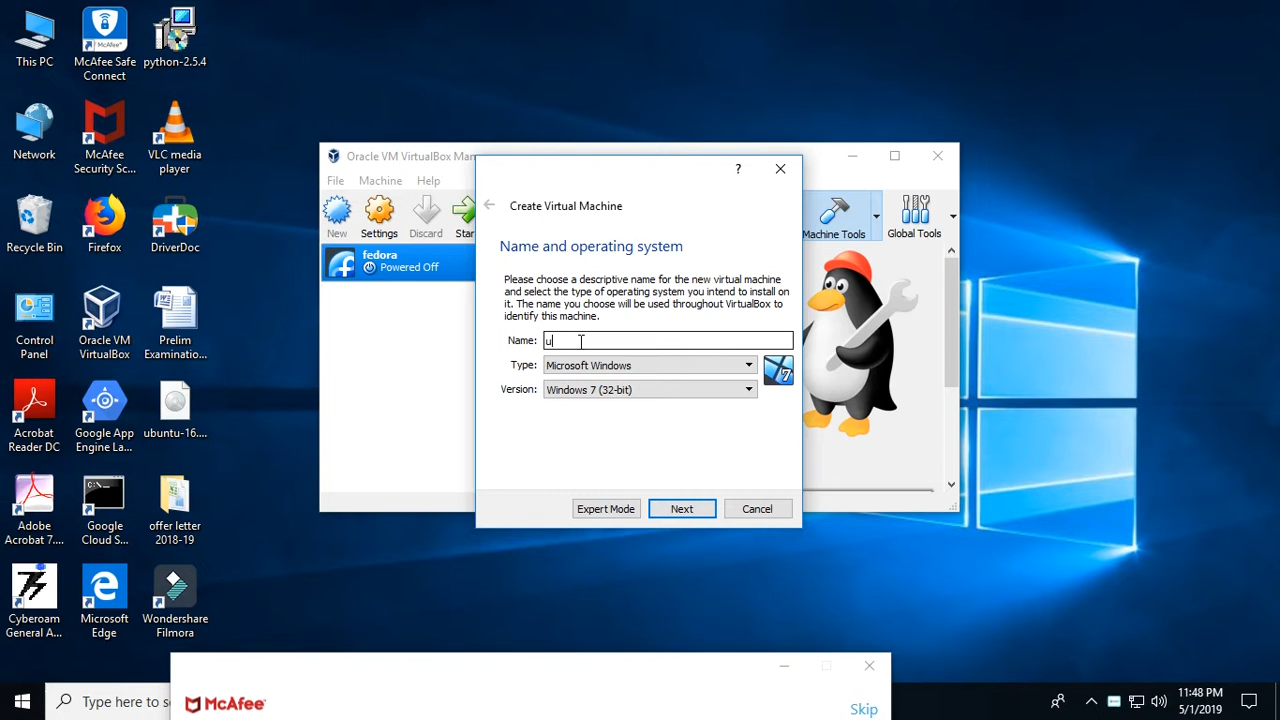 This PC
McAfee Safe
Connect
python-2.5.4
McAfee
Network
McAfee
Security Sc...
VLC media
player
Recycle Bin
Firefox
DriverDoc
Control
Panel
Oracle VM
VirtualBox
Prelim
Examinatio...
Acrobat
Reader DC
Google App
Engine La...
ubuntu-16....
Adobe
Acrobat 7....
Google
Cloud S...
offer letter
2018-19
Cyberoam
General A...
Microsoft
Edge
Wondershare
Filmora
Oracle VM VirtualBox Man
File Machine Help
New
Settings
Discard
Star
Machine Tools
Global Tools
fedora
Powered Off
?
Create Virtual Machine
Name and operating system
Please choose a descriptive name for the new virtual machine
and select the type of operating system you intend to install on
it. The name you choose will be used throughout VirtualBox to
identify this machine.
Name: u
Type: Microsoft Windows
Version: Windows 7 (32-bit)
7
Expert Mode
Next
Cancel
McAfee
Skip
Type here to s
11:48 PM
5/1/2019